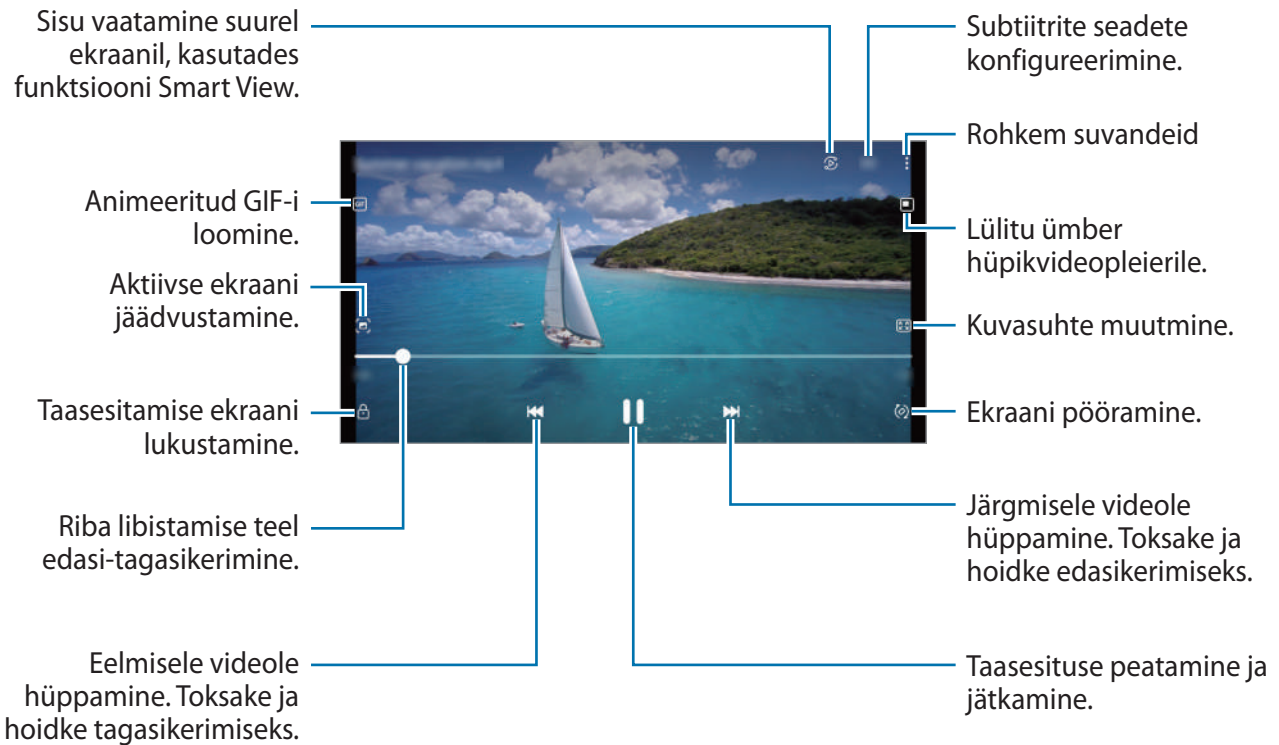 Sisu vaatamine suurel
ekraanil, kasutades
funktsiooni Smart View.
Animeeritud GIF-i
loomine.
Aktiivse ekraani
jäädvustamine.
Taasesitamise ekraani
lukustamine.
Riba libistamise teel
edasi-tagasikerimine.
Eelmisele videole
hüppamine. Toksake ja
hoidke tagasikerimiseks.
Subtiitrite seadete
konfigureerimine.
Rohkem suvandeid
Lülitu ümber
hüpikvideopleierile.
Kuvasuhte muutmine.
Ekraani pööramine.
Järgmisele videole
hüppamine. Toksake ja
hoidke edasikerimiseks.
Taasesituse peatamine ja
jätkamine.